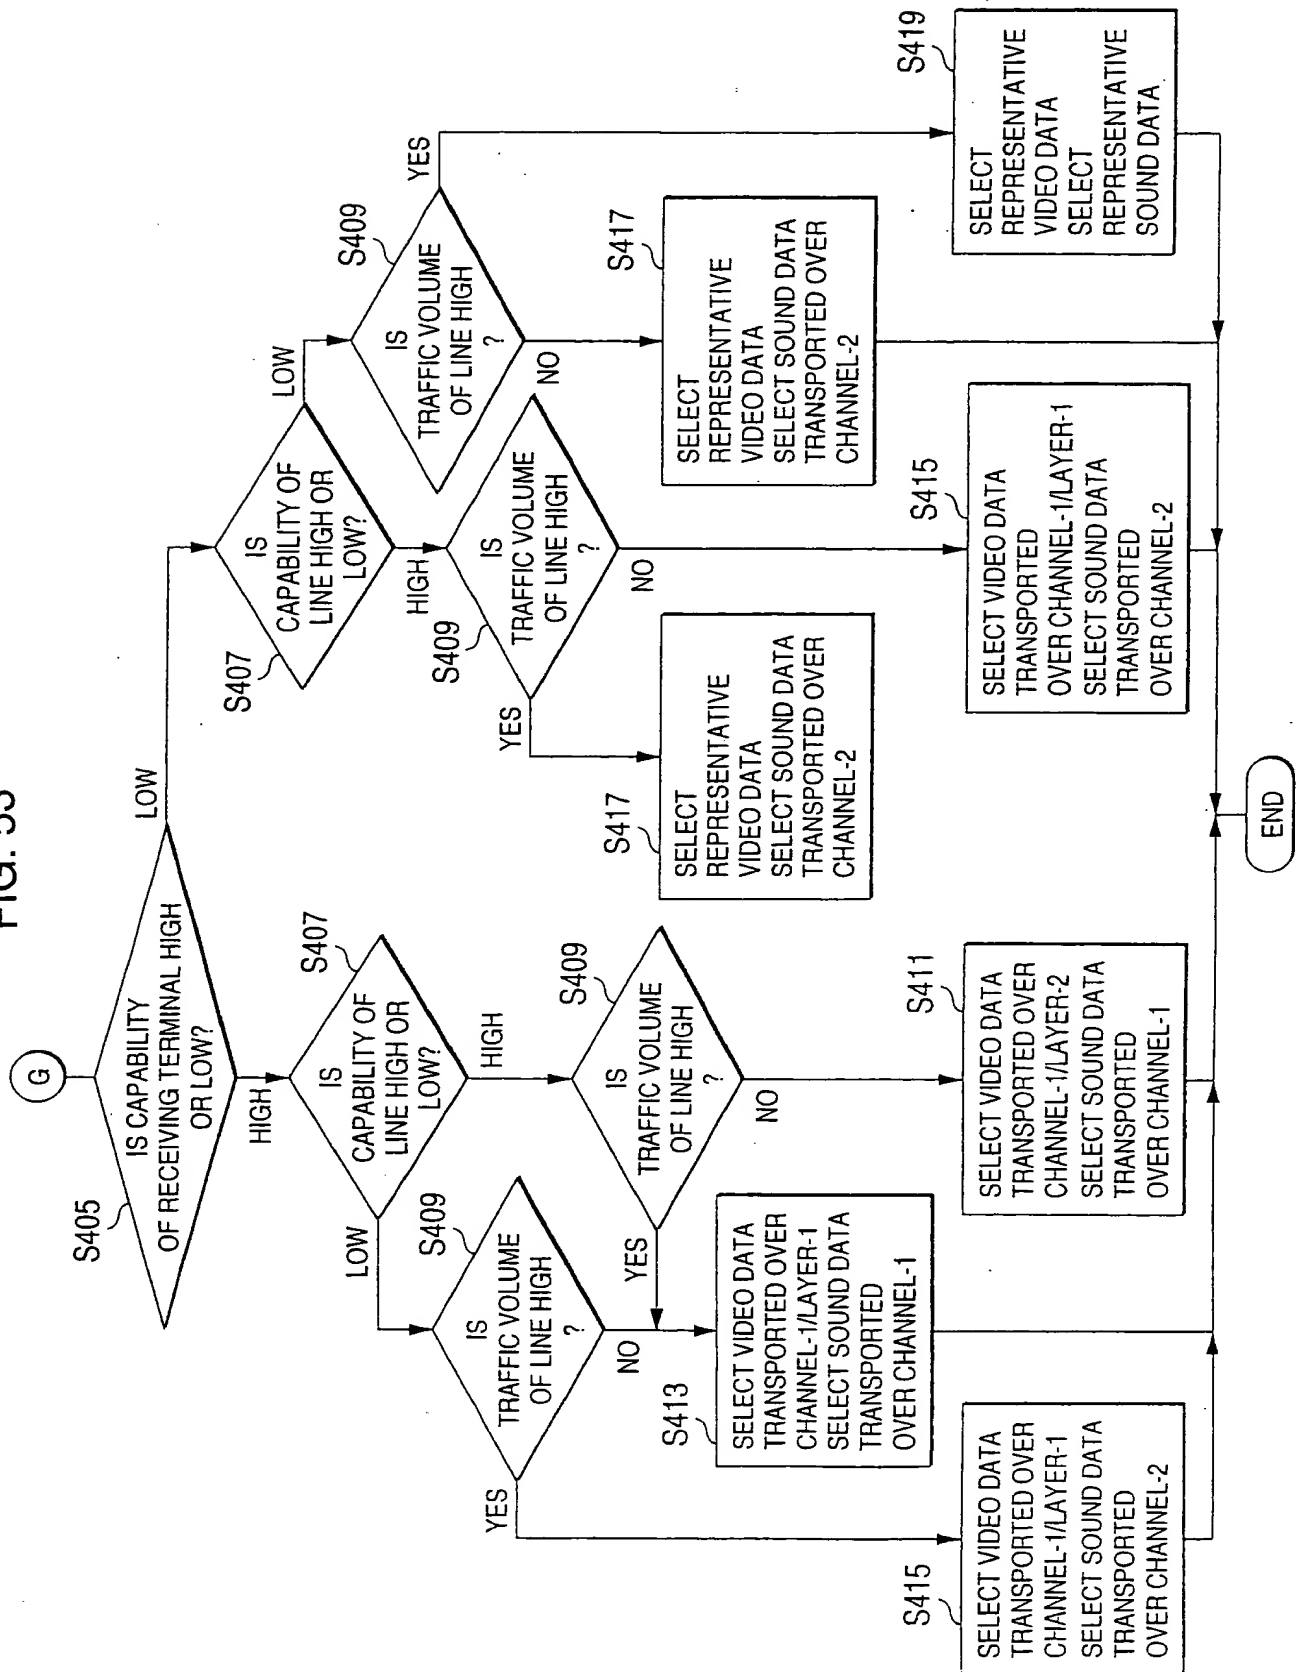 FIG.
G
S405
IS CAPABILITY
OF RECEIVING TERMINAL HIGH
OR LOW?
HIGH
LOW
S407
IS
CAPABILITY OF
LINE HIGH OR
LOW?
LOW
HIGH
S407
IS
CAPABILITY OF
LINE HIGH OR
LOW?
HIGH
LOW
S409
IS
TRAFFIC VOLUME
OF LINE HIGH
?
YES
NO
S409
IS
TRAFFIC VOLUME
OF LINE HIGH
?
YES
NO
S409
IS
TRAFFIC VOLUME
OF LINE HIGH
?
YES
NO
S409
IS
TRAFFIC VOLUME
OF LINE HIGH
?
YES
NO
S413
SELECT VIDEO DATA
TRANSPORTED OVER
CHANNEL-1/LAYER-1
SELECT SOUND DATA
TRANSPORTED
OVER CHANNEL-1
S417
SELECT
REPRESENTATIVE
VIDEO DATA
SELECT SOUND DATA
TRANSPORTED OVER
CHANNEL-2
S417
SELECT
REPRESENTATIVE
VIDEO DATA
SELECT SOUND DATA
TRANSPORTED OVER
CHANNEL-2
S415
SELECT VIDEO DATA
TRANSPORTED OVER
CHANNEL-1/LAYER-1
SELECT SOUND DATA
TRANSPORTED
OVER CHANNEL-2
S411
SELECT VIDEO DATA
TRANSPORTED OVER
CHANNEL-1/LAYER-2
SELECT SOUND DATA
TRANSPORTED
OVER CHANNEL-1
S415
SELECT VIDEO DATA
TRANSPORTED
OVER CHANNEL-1/LAYER-1
SELECT SOUND DATA
TRANSPORTED
OVER CHANNEL-2
S419
SELECT
REPRESENTATIVE
VIDEO DATA
SELECT
REPRESENTATIVE
SOUND DATA
END